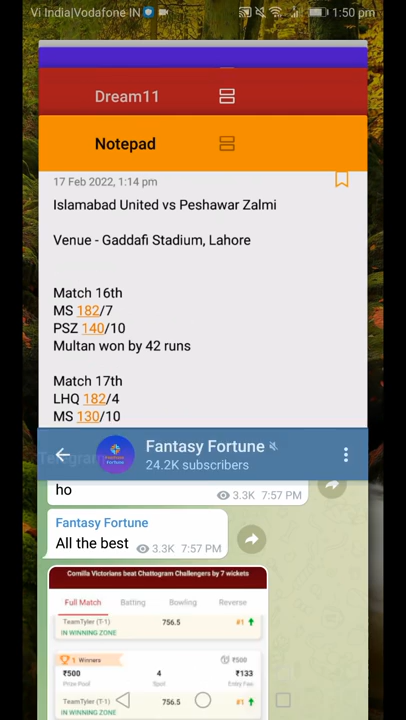 Vi India|Vodafone IN 1:50 pm
Dream11
Notepad
17 Feb 2022, 1:14 pm
Islamabad United vs Peshawar Zalmi
Venue - Gaddafi Stadium, Lahore
Match 16th
MS 182/7
PSZ 140/10
Multan won by 42 runs
Match 17th
LHQ 182/4
MS 130/10
Fantasy Fortune
24.2K subscribers
ho
3.3K 7:57 PM
Fantasy Fortune
All the best 3.3K 7:57 PM
Comilla Victorians beat Chattogram Challengers by 7 wickets
Full Match Batting Bowling Reverse
TeamTyler (T-1) 756.5 #1
IN WINNING ZONE
1 Winners ₹500
₹500 4 ₹133
Prize Pool Spot Entry Fee
TeamTyler (T-1) 756.5 #1
IN WINNING ZONE